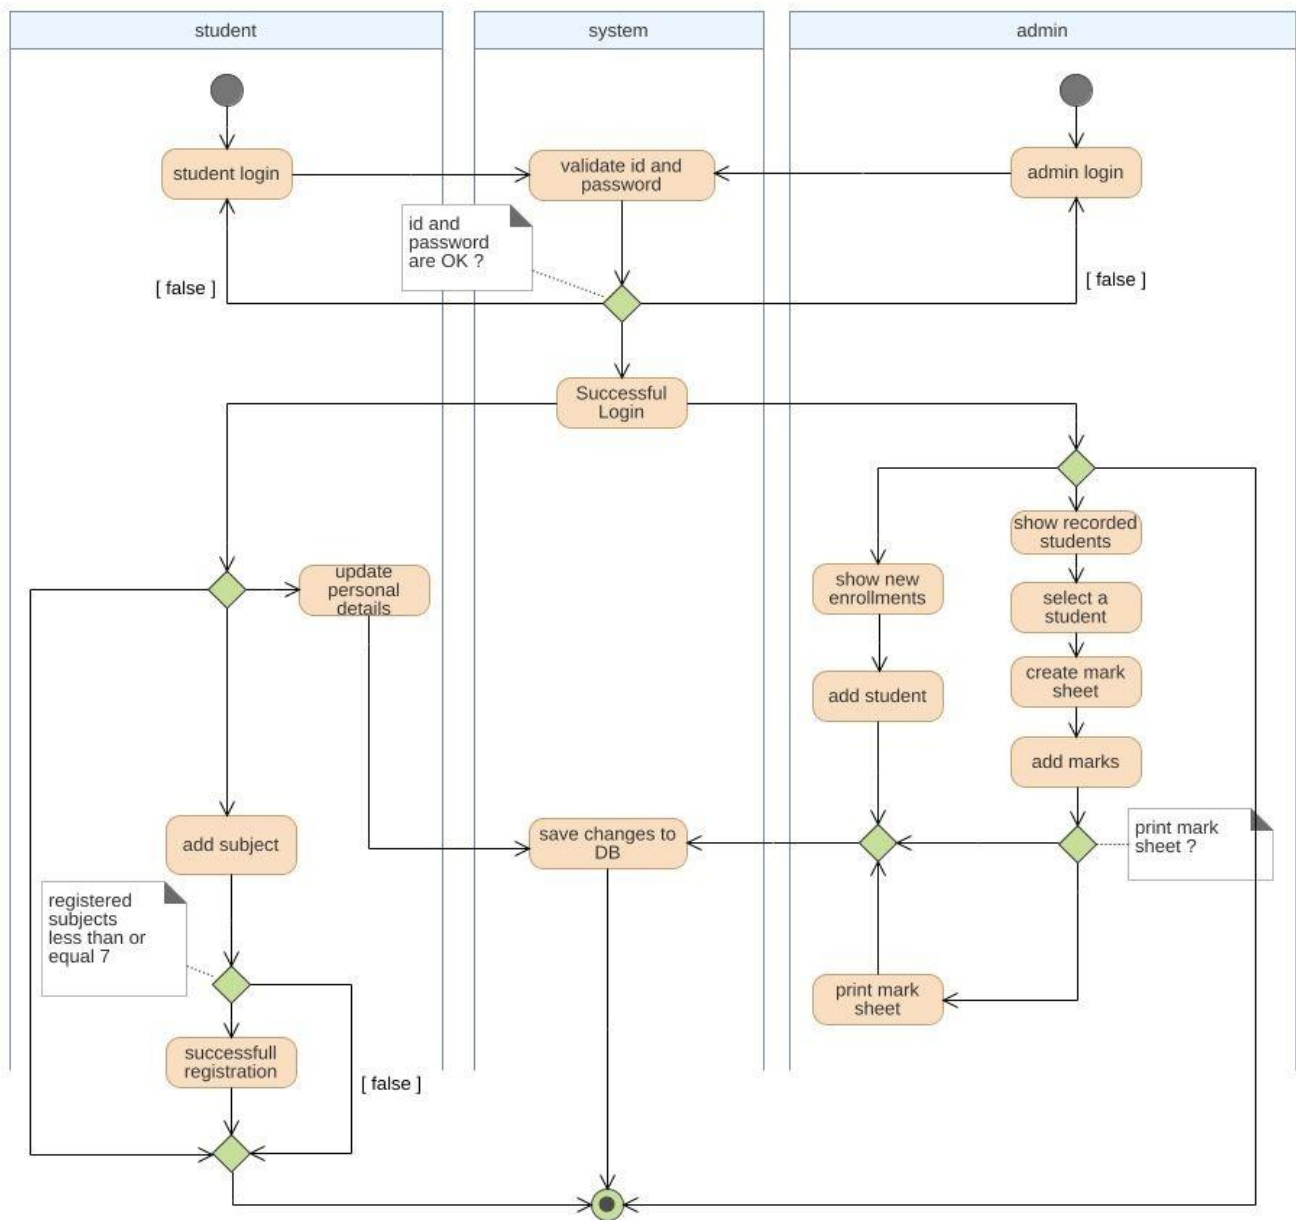 student
system
admin
student login
validate id and
password
admin login
id and
password
are OK ?
[ false ]
[ false ]
Successful
Login
show recorded
students
update
personal
details
show new
enrollments
select a
student
create mark
sheet
add student
add marks
add subject
save changes to
DB
print mark
sheet ?
registered
subjects
less than or
equal 7
print mark
sheet
successfull
registration
[ false ]